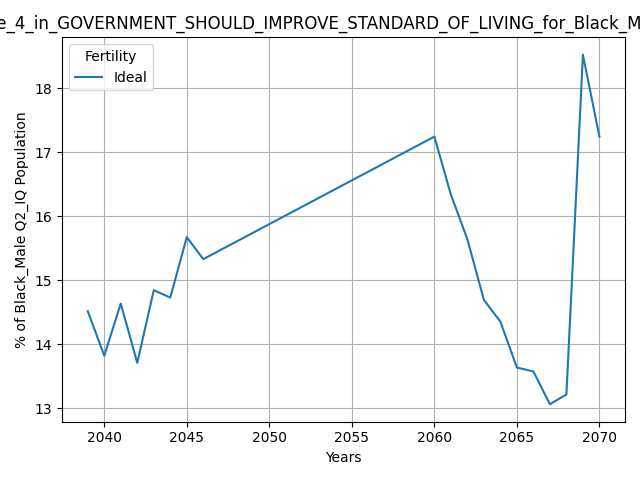 e_4_in_GOVERNMENT_SHOULD_IMPROVE_STANDARD_OF_LIVING_for_Black_M
Fertility
Ideal
% of Black_Male Q2_IQ Population
18
17
16
15
14
13
2040 2045 2050 2055 2060 2065 2070
Years